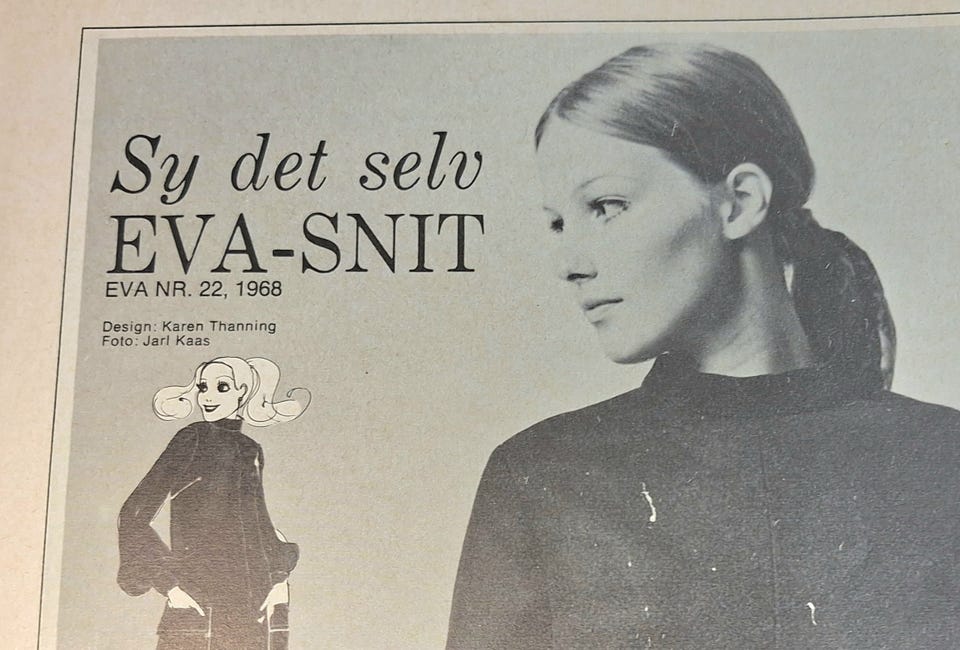 Sy det selv
EVA-SNIT
EVA NR. 22, 1968
Design: Karen Thanning
Foto: Jarl Kaas